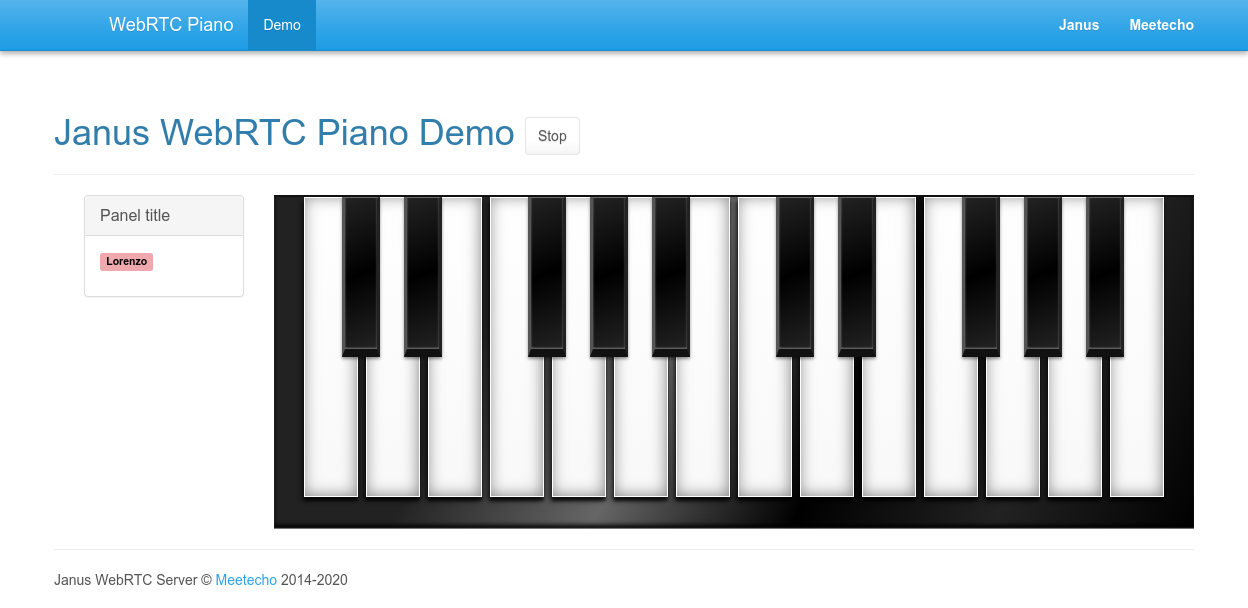 WebRTC Piano Demo Janus Meetecho
Janus WebRTC Piano Demo Stop
Panel title
Lorenzo
Janus WebRTC Server © Meetecho 2014-2020